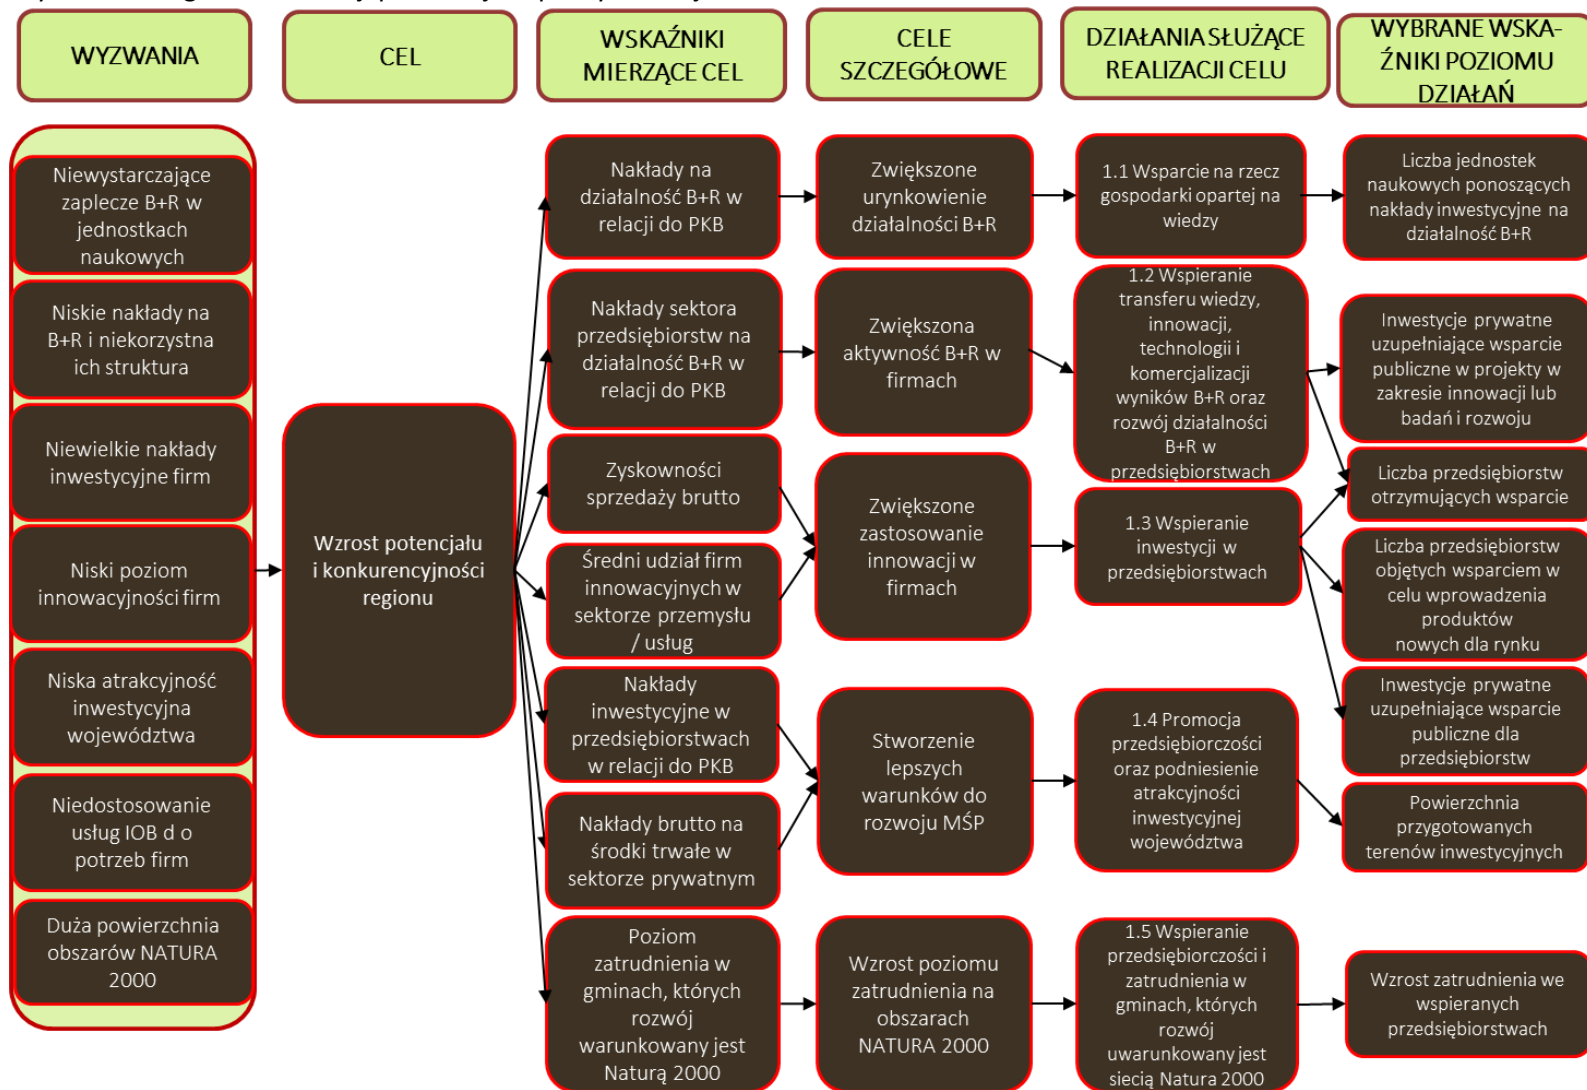 WYZWANIA
CEL
WSKAŹNIKI
MIERZĄCE CEL
CELE
SZCZEGÓŁOWE
DZIAŁANIA SŁUŻĄCE
REALIZACJI CELU
WYBRANE WSKA-
ŹNIKI POZIOMU
DZIAŁAŃ
Niewystarczające
zaplecze B+R w
jednostkach
naukowych
Niskie nakłady na
B+R i niekorzystna
ich struktura
Niewielkie nakłady
inwestycyjne firm
Niski poziom
innowacyjności firm
Niska atrakcyjność
inwestycyjna
województwa
Niedostosowanie
usług IOB d o
potrzeb firm
Duża powierzchnia
obszarów NATURA
2000
Wzrost potencjału
i konkurencyjności
regionu
Nakłady na
działalność B+R w
relacji do PKB
Nakłady sektora
przedsiębiorstw na
działalność B+R w
relacji do PKB
Zyskowności
sprzedaży brutto
Średni udział firm
innowacyjnych w
sektorze przemysłu
/ usług
Nakłady
inwestycyjne w
przedsiębiorstwach
w relacji do PKB
Nakłady brutto na
środki trwałe w
sektorze prywatnym
Poziom
zatrudnienia w
gminach, których
rozwój
warunkowany jest
Naturą 2000
Zwiększone
urynkowienie
działalności B+R
Zwiększona
aktywność B+R w
firmach
Zwiększone
zastosowanie
innowacji w
firmach
Stworzenie
lepszych
warunków do
rozwoju MŚP
Wzrost poziomu
zatrudnienia na
obszarach
NATURA 2000
1.1 Wsparcie na rzecz
gospodarki opartej na
wiedzy
1.2 Wspieranie
transferu wiedzy,
innowacji,
technologii i
komercjalizacji
wyników B+R oraz
rozwój działalności
B+R w
przedsiębiorstwach
1.3 Wspieranie
inwestycji w
przedsiębiorstwach
1.4 Promocja
przedsiębiorczości
oraz podniesienie
atrakcyjności
inwestycyjnej
województwa
1.5 Wspieranie
przedsiębiorczości i
zatrudnienia w
gminach, których
rozwój
uwarunkowany jest
siecią Natura 2000
Liczba jednostek
naukowych ponoszących
nakłady inwestycyjne na
działalność B+R
Inwestycje prywatne
uzupełniające wsparcie
publiczne w projekty w
zakresie innowacji lub
badań i rozwoju
Liczba przedsiębiorstw
otrzymujących wsparcie
Liczba przedsiębiorstw
objętych wsparciem w
celu wprowadzenia
produktów
nowych dla rynku
Inwestycje prywatne
uzupełniające wsparcie
publiczne dla
przedsiębiorstw
Powierzchnia
przygotowanych
terenów inwestycyjnych
Wzrost zatrudnienia we
wspieranych
przedsiębiorstwach